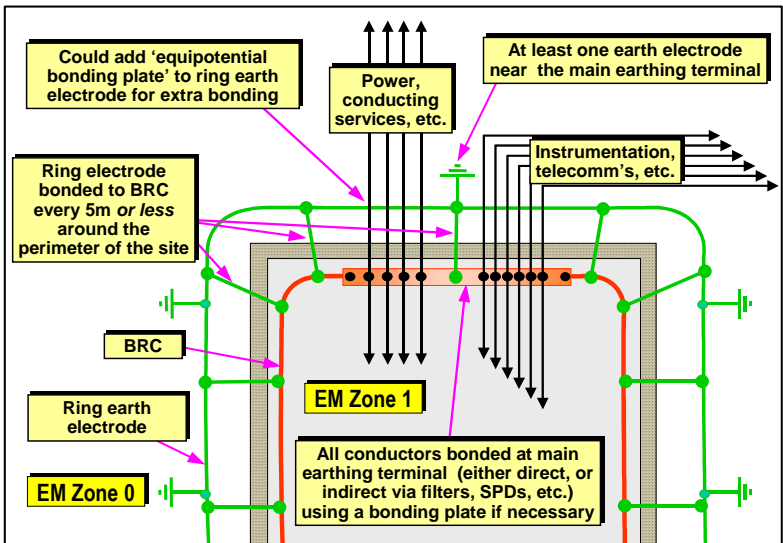 Could add ‘equipotential
bonding plate’ to ring earth
electrode for extra bonding
Power,
conducting
services, etc.
At least one earth electrode
near the main earthing terminal
Instrumentation,
telecomm’s, etc.
Ring electrode
bonded to BRC
every 5m or less
around the
perimeter of the site
BRC
EM Zone 1
Ring earth
electrode
All conductors bonded at main
earthing terminal (either direct, or
indirect via filters, SPDs, etc.)
using a bonding plate if necessary
EM Zone 0